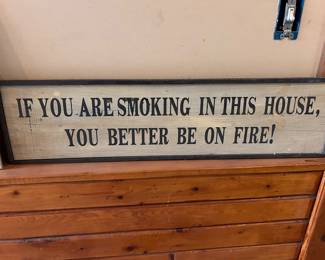 IF YOU ARE SMOKING IN THIS HOUSE,
YOU BETTER BE ON FIRE!